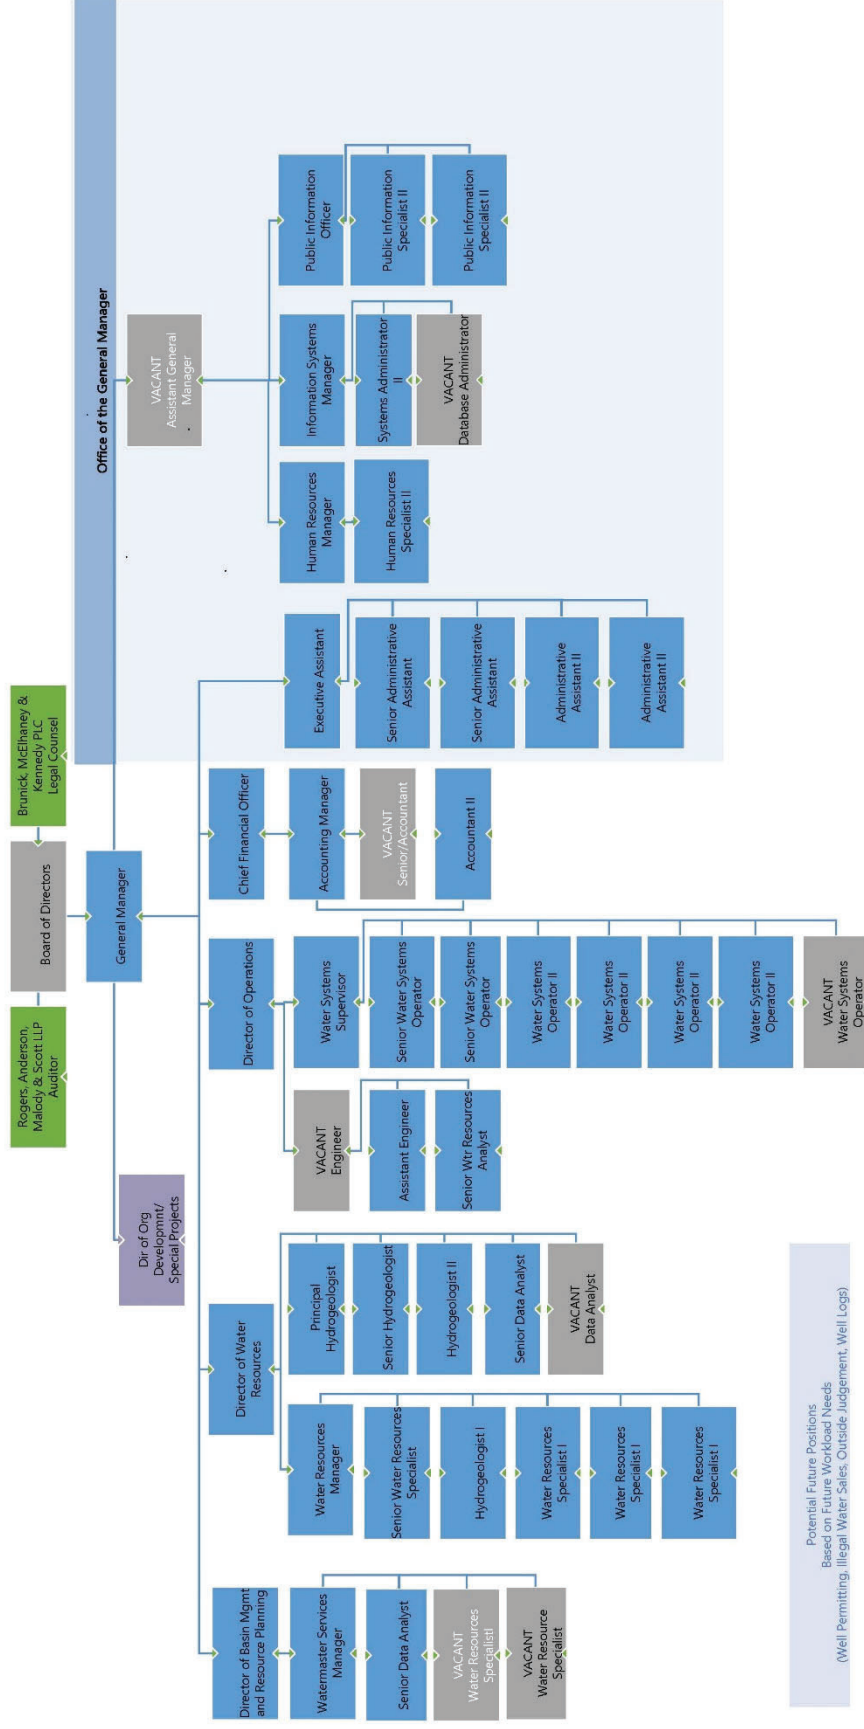 Rogers, Anderson,
Malody & Scott LLP
Auditor
Board of Directors
Brunick, McElhaney &
Kennedy PLC
Legal Counsel
General Manager
Office of the General Manager
Dir of Org
Developmnt/
Special Projects
VACANT
Assistant General
Manager
Director of Basin Mgmt
and Resource Planning
Watermaster Services
Manager
Senior Data Analyst
VACANT
Water Resources
SpecialistI
VACANT
Water Resource
Specialist
Director of Water
Resources
Water Resources
Manager
Senior Water Resources
Specialist
Hydrogeologist I
Water Resources
Specialist I
Water Resources
Specialist I
Water Resources
Specialist I
Principal
Hydrogeologist
Senior Hydrogeologist
Hydrogeologist II
Senior Data Analyst
VACANT
Data Analyst
Director of Operations
VACANT
Engineer
Assistant Engineer
Senior Wtr Resources
Analyst
Water Systems
Supervisor
Senior Water Systems
Operator
Senior Water Systems
Operator
Water Systems
Operator II
Water Systems
Operator II
Water Systems
Operator II
Water Systems
Operator II
VACANT
Water Systems
Operator
Chief Financial Officer
Accounting Manager
VACANT
Senior/Accountant
Accountant II
Executive Assistant
Senior Administrative
Assistant
Senior Administrative
Assistant
Administrative
Assistant II
Administrative
Assistant II
Human Resources
Manager
Human Resources
Specialist II
Information Systems
Manager
Systems Administrator
II
VACANT
Database Administrator
Public Information
Officer
Public Information
Specialist II
Public Information
Specialist II
Potential Future Positions
Based on Future Workload Needs
(Well Permitting, Illegal Water Sales, Outside Judgement, Well Logs)